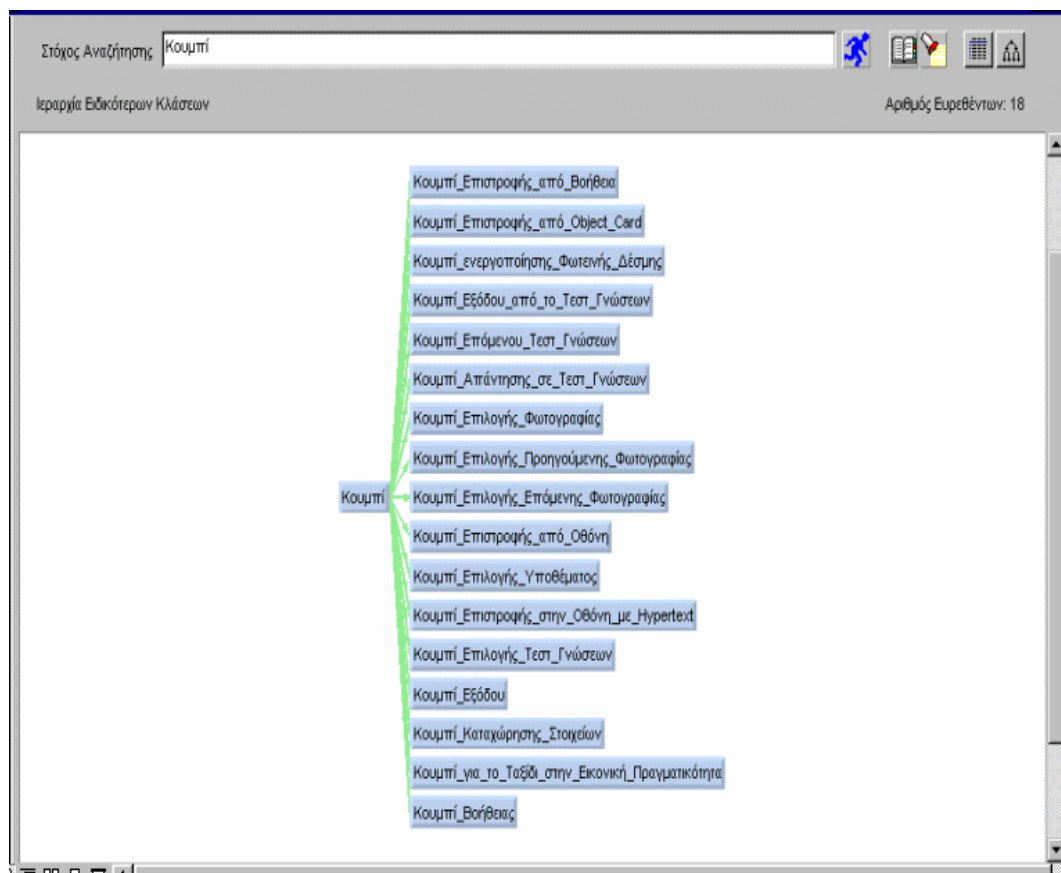 Στόχος Αναζήτησης Κουμπί
Ιεραρχία Ειδικότερων Κλάσεων Αριθμός Ευρεθέντων: 18
Κουμπί_Επιστροφής_από_Βοήθεια
Κουμπί_Επιστροφής_από_Object_Card
Κουμπί_ενεργοποίησης_Φωτεινής_Δέσμης
Κουμπί_Εξόδου_από_το_Τεστ_Γνώσεων
Κουμπί_Επόμενου_Τεστ_Γνώσεων
Κουμπί_Απάντησης_σε_Τεστ_Γνώσεων
Κουμπί_Επιλογής_Φωτογραφίας
Κουμπί_Επιλογής_Προηγούμενης_Φωτογραφίας
Κουμπί Κουμπί_Επιλογής_Επόμενης_Φωτογραφίας
Κουμπί_Επιστροφής_από_Οθόνη
Κουμπί_Επιλογής_Υποθέματος
Κουμπί_Επιστροφής_στην_Οθόνη_με_Hypertext
Κουμπί_Επιλογής_Τεστ_Γνώσεων
Κουμπί_Εξόδου
Κουμπί_Καταχώρησης_Στοιχείων
Κουμπί_για_το_Ταξίδι_στην_Εικονική_Πραγματικότητα
Κουμπί_Βοήθειας